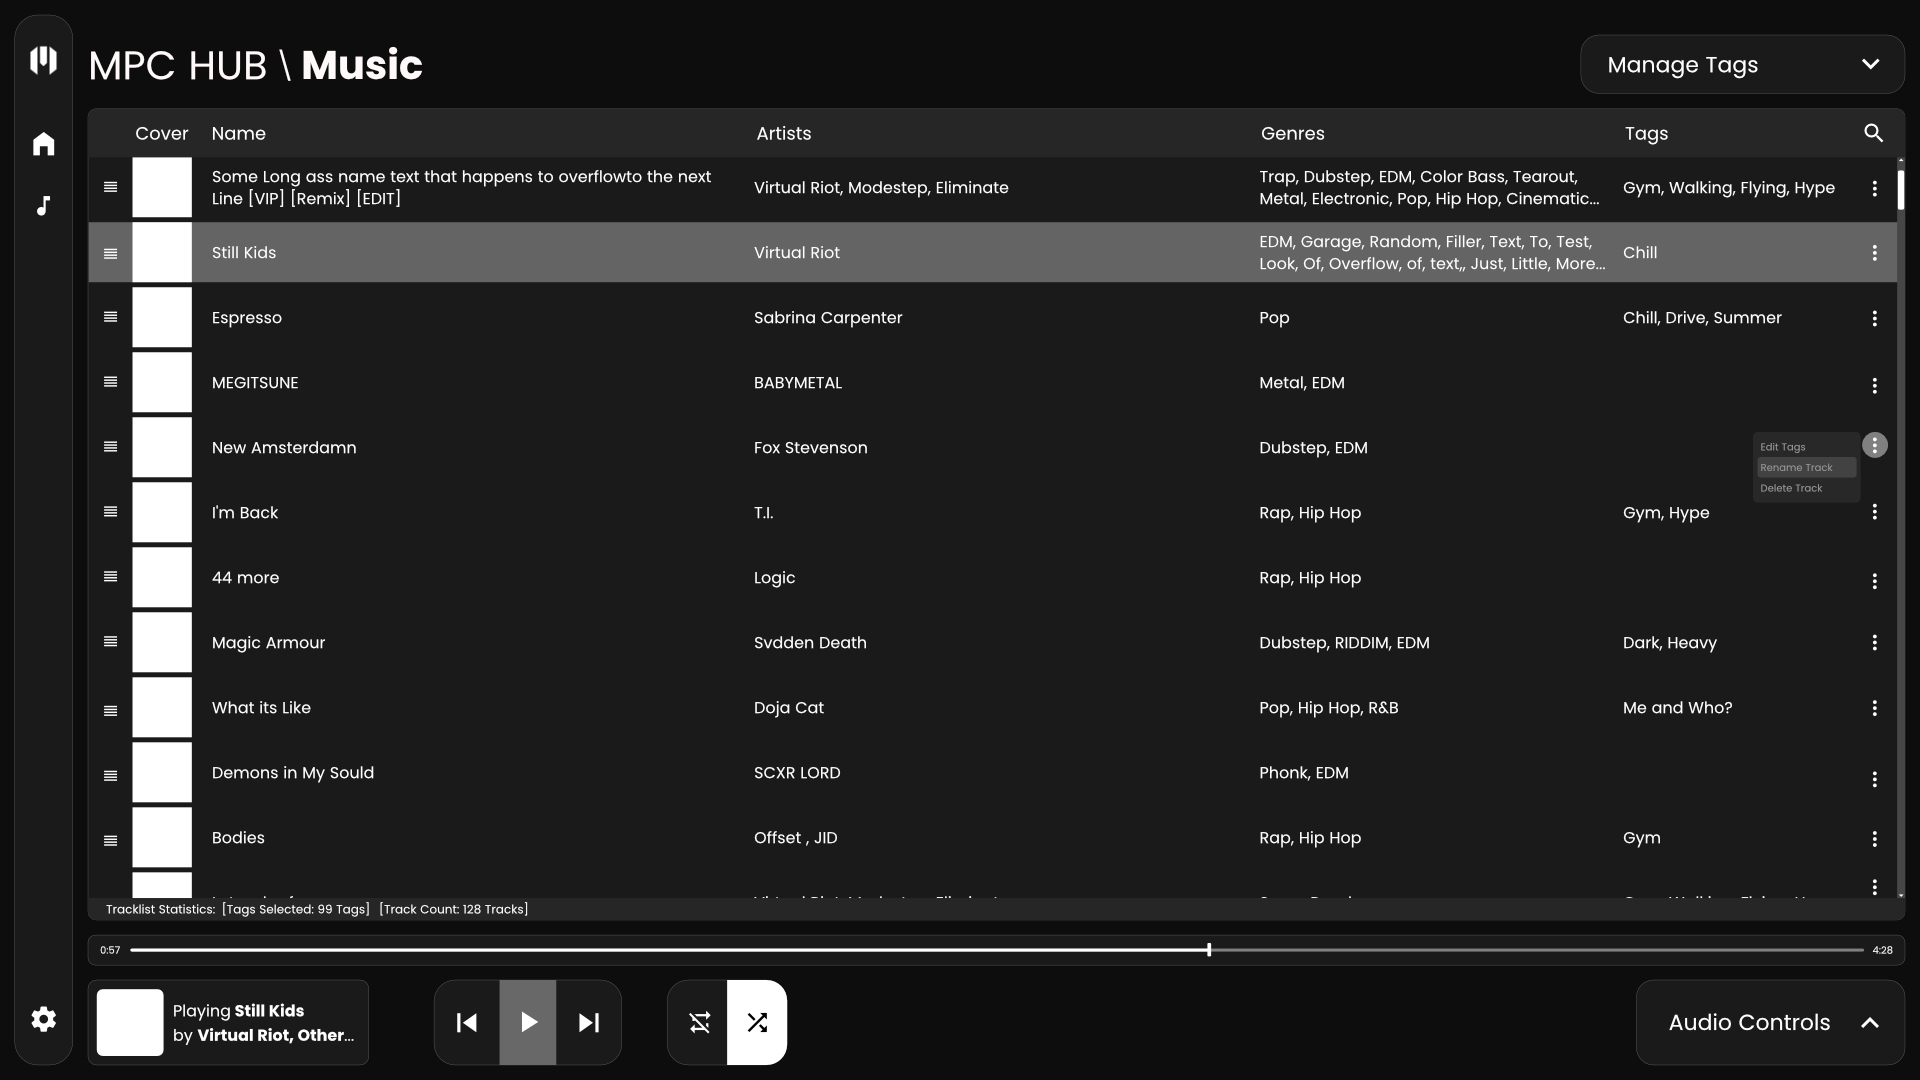 MPC HUB \ Music
Manage Tags
Cover Name Artists Genres Tags
Some Long ass name text that happens to overflowto the next
Line [VIP] [Remix] [EDIT]
Virtual Riot, Modestep, Eliminate
Trap, Dubstep, EDM, Color Bass, Tearout,
Metal, Electronic, Pop, Hip Hop, Cinematic...
Gym, Walking, Flying, Hype
Still Kids
Virtual Riot
EDM, Garage, Random, Filler, Text, To, Test,
Look, Of, Overflow, of, text,, Just, Little, More...
Chill
Espresso Sabrina Carpenter Pop Chill, Drive, Summer
MEGITSUNE BABYMETAL Metal, EDM
New Amsterdamn Fox Stevenson Dubstep, EDM
Edit Tags
Rename Track
Delete Track
I'm Back T.I. Rap, Hip Hop Gym, Hype
44 more Logic Rap, Hip Hop
Magic Armour Svdden Death Dubstep, RIDDIM, EDM Dark, Heavy
What its Like Doja Cat Pop, Hip Hop, R&B Me and Who?
Demons in My Sould SCXR LORD Phonk, EDM
Bodies Offset , JID Rap, Hip Hop Gym
Tracklist Statistics: [Tags Selected: 99 Tags] [Track Count: 128 Tracks]
0:57 4:28
Playing Still Kids
by Virtual Riot, Other...
Audio Controls